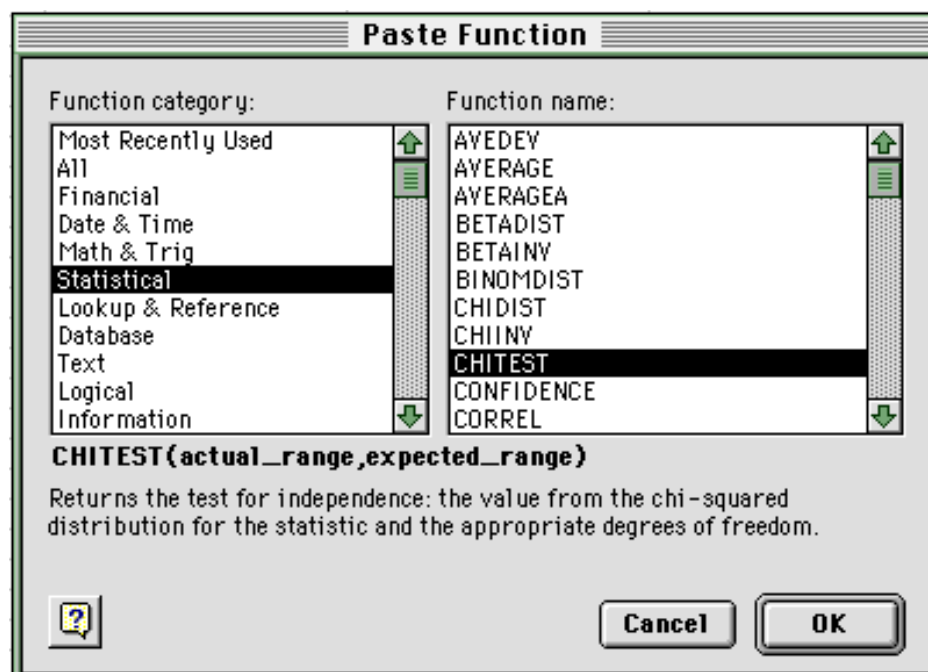 Paste Function
Function category:
Most Recently Used
All
Financial
Date & Time
Math & Trig
Statistical
Lookup & Reference
Database
Text
Logical
Information
Function name:
AVEDEV
AVERAGE
AVERAGEA
BETADIST
BETAINV
BINOMDIST
CHIDIST
CHIINV
CHITEST
CONFIDENCE
CORREL
CHITEST(actual_range,expected_range)
Returns the test for independence: the value from the chi-squared
distribution for the statistic and the appropriate degrees of freedom.
?
Cancel
OK